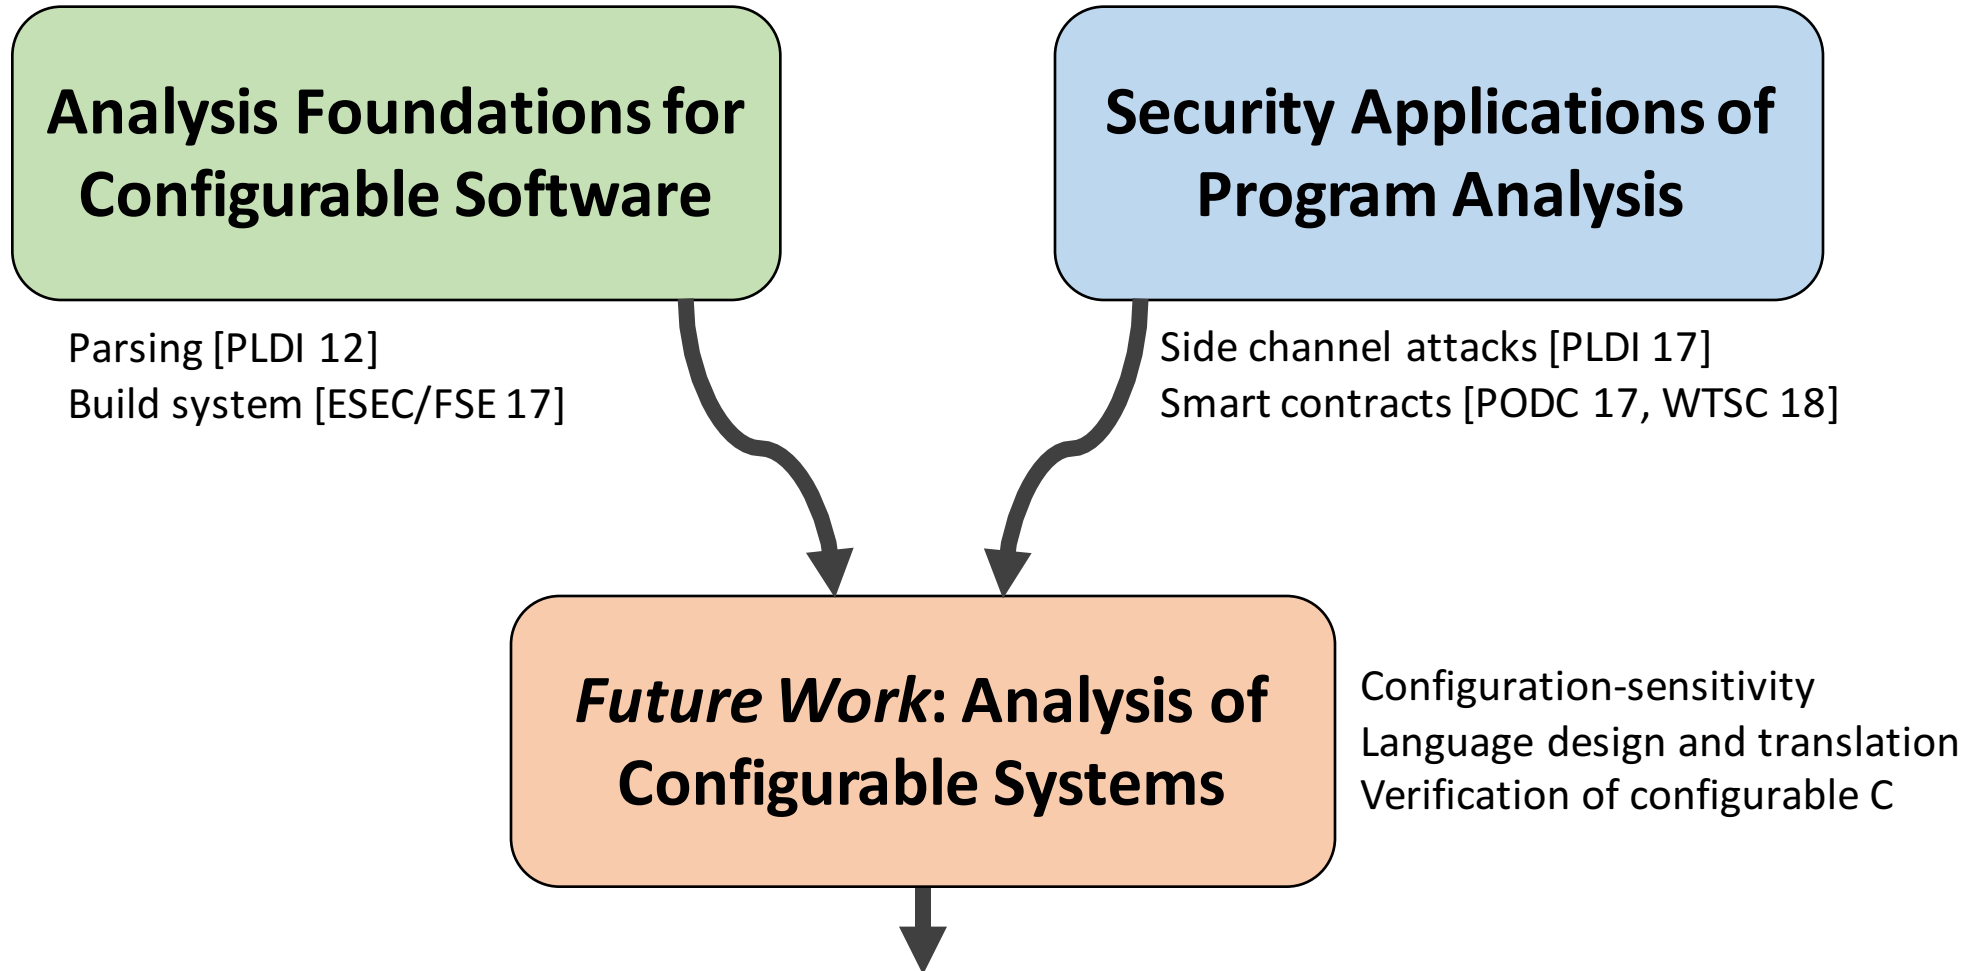 Analysis Foundations for
Configurable Software
Security Applications of
Program Analysis
Parsing [PLDI 12]
Build system [ESEC/FSE 17]
Side channel attacks [PLDI 17]
Smart contracts [PODC 17, WTSC 18]
Future Work: Analysis of
Configurable Systems
Configuration-sensitivity
Language design and translation
Verification of configurable C